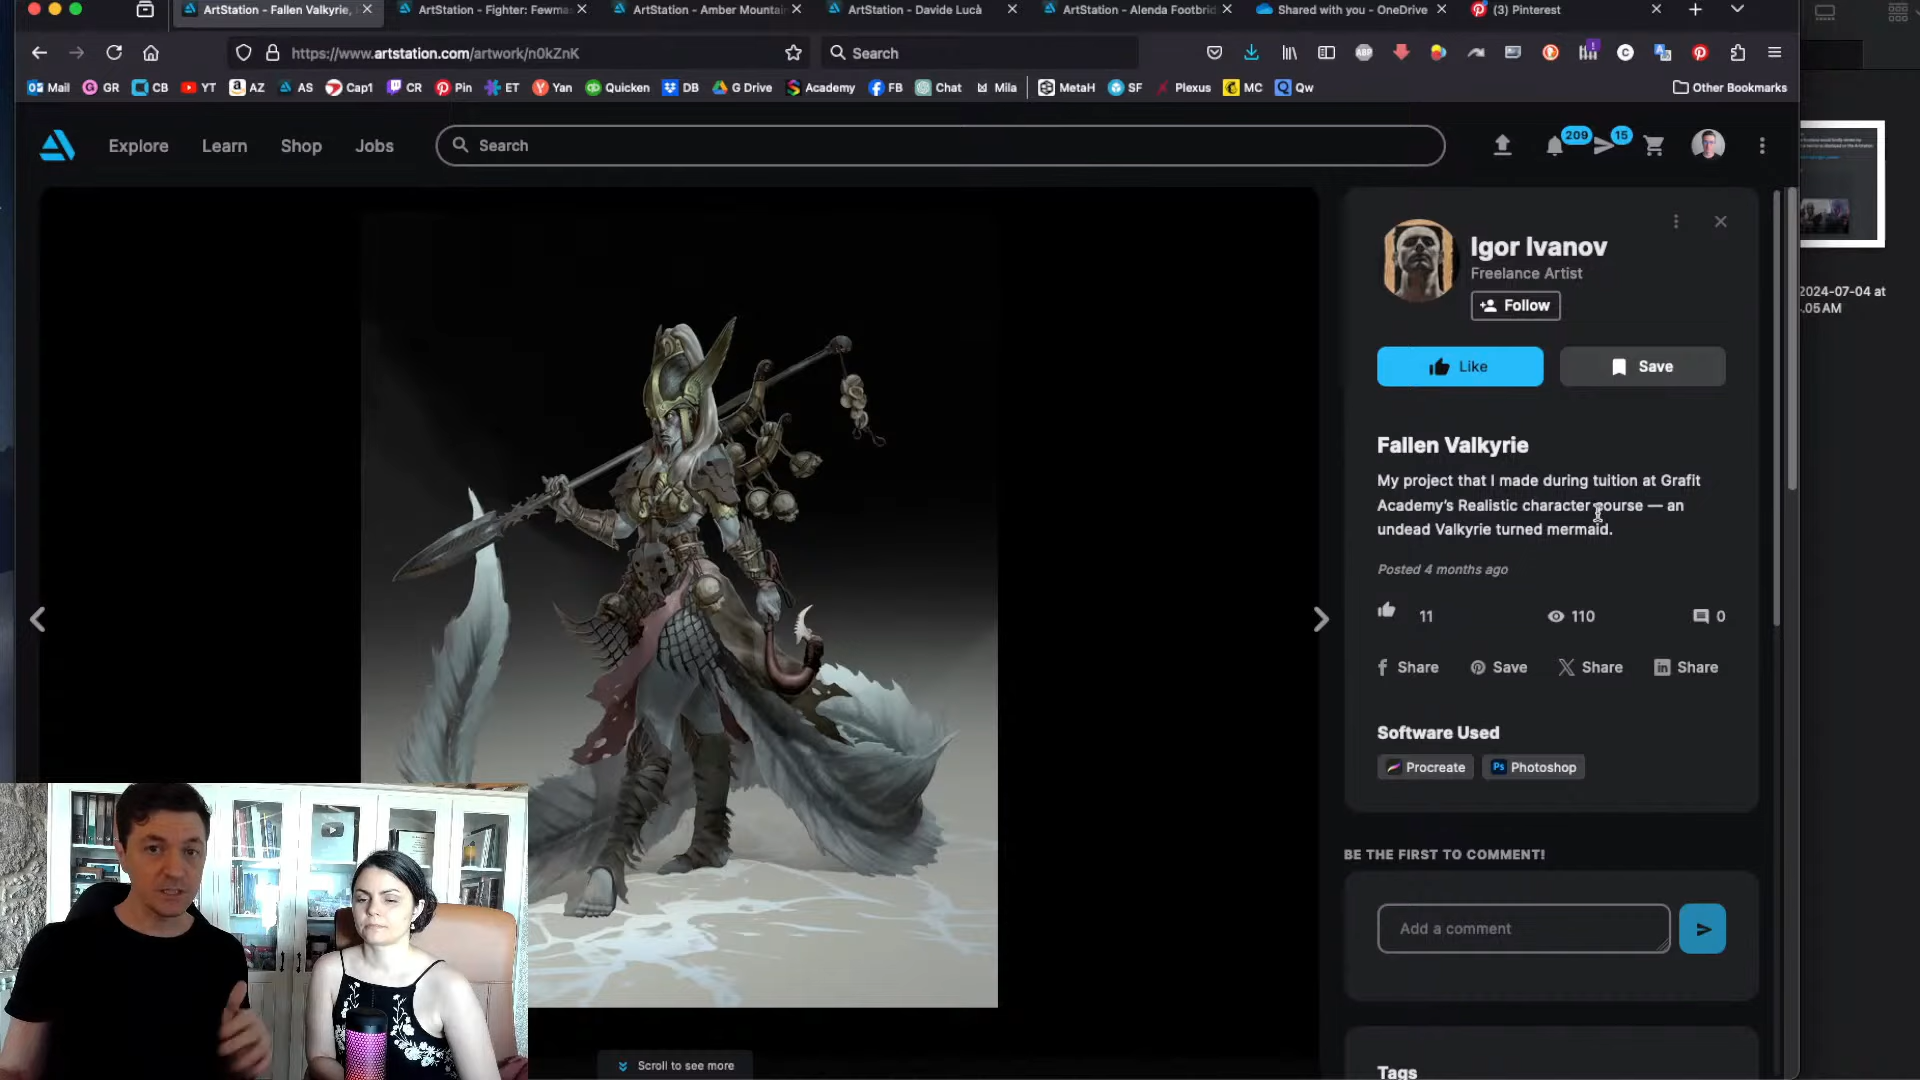 ArtStation - Fallen Valkyrie,
ArtStation - Fighter: Fewma
ArtStation - Amber Mountai
ArtStation - Davide Lucà
ArtStation - Alenda Footbrid
Shared with you - OneDrive
(3) Pinterest
https://www.artstation.com/artwork/n0kZnK
Search
ABP
Mail
GR
CB
YT
AZ
AS
Cap1
CR
Pin
ET
Yan
Quicken
DB
G Drive
Academy
FB
Chat
Mila
MetaH
SF
Plexus
MC
Qw
Other Bookmarks
Explore
Learn
Shop
Jobs
Search
209
15
Igor Ivanov
Freelance Artist
Follow
Like
Save
2024-07-04 at
.05 AM
Fallen Valkyrie
My project that I made during tuition at Grafit
Academy's Realistic character course — an
undead Valkyrie turned mermaid.
Posted 4 months ago
11
110
0
Share
Save
Share
Share
Software Used
Procreate
Ps Photoshop
BE THE FIRST TO COMMENT!
Add a comment
Scroll to see more
Tags